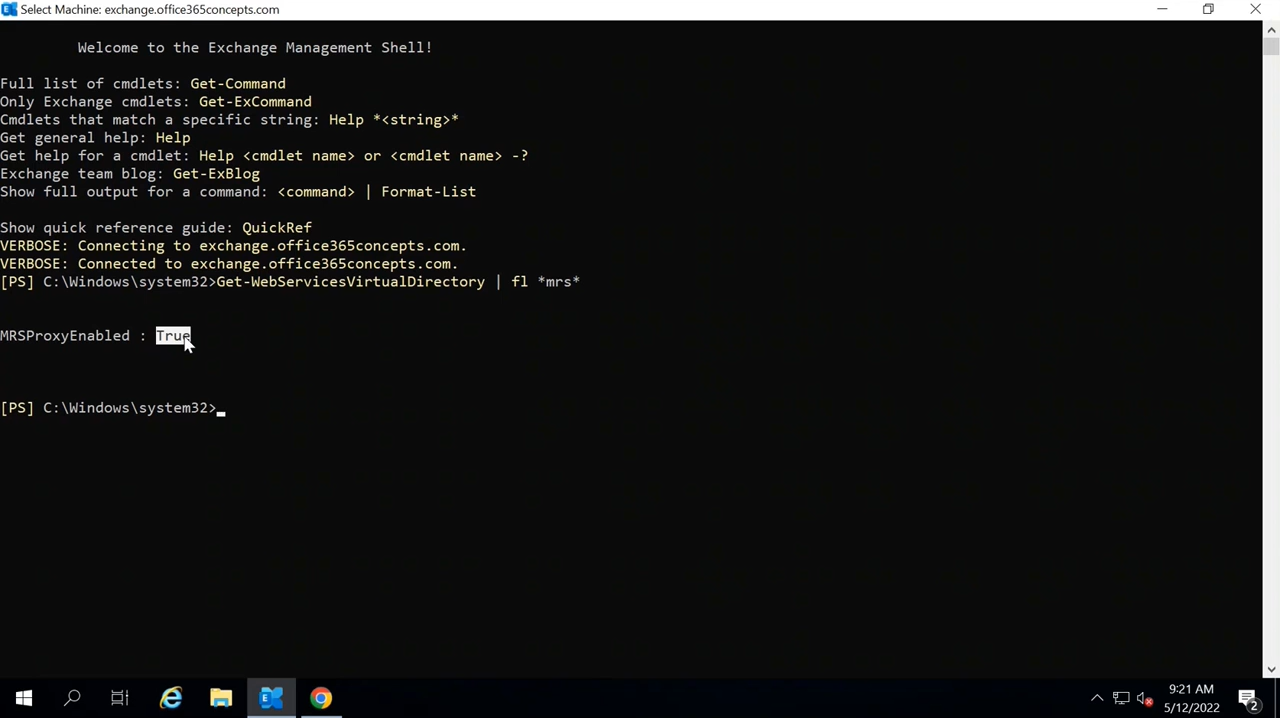 Select Machine: exchange.office365concepts.com
Welcome to the Exchange Management Shell!
Full list of cmdlets: Get-Command
Only Exchange cmdlets: Get-ExCommand
Cmdlets that match a specific string: Help *<string>*
Get general help: Help
Get help for a cmdlet: Help <cmdlet name> or <cmdlet name> -?
Exchange team blog: Get-ExBlog
Show full output for a command: <command> | Format-List
Show quick reference guide: QuickRef
VERBOSE: Connecting to exchange.office365concepts.com.
VERBOSE: Connected to exchange.office365concepts.com.
[PS] C:\Windows\system32>Get-WebServicesVirtualDirectory | fl *mrs*
MRSProxyEnabled : True
[PS] C:\Windows\system32>
9:21 AM
5/12/2022
2